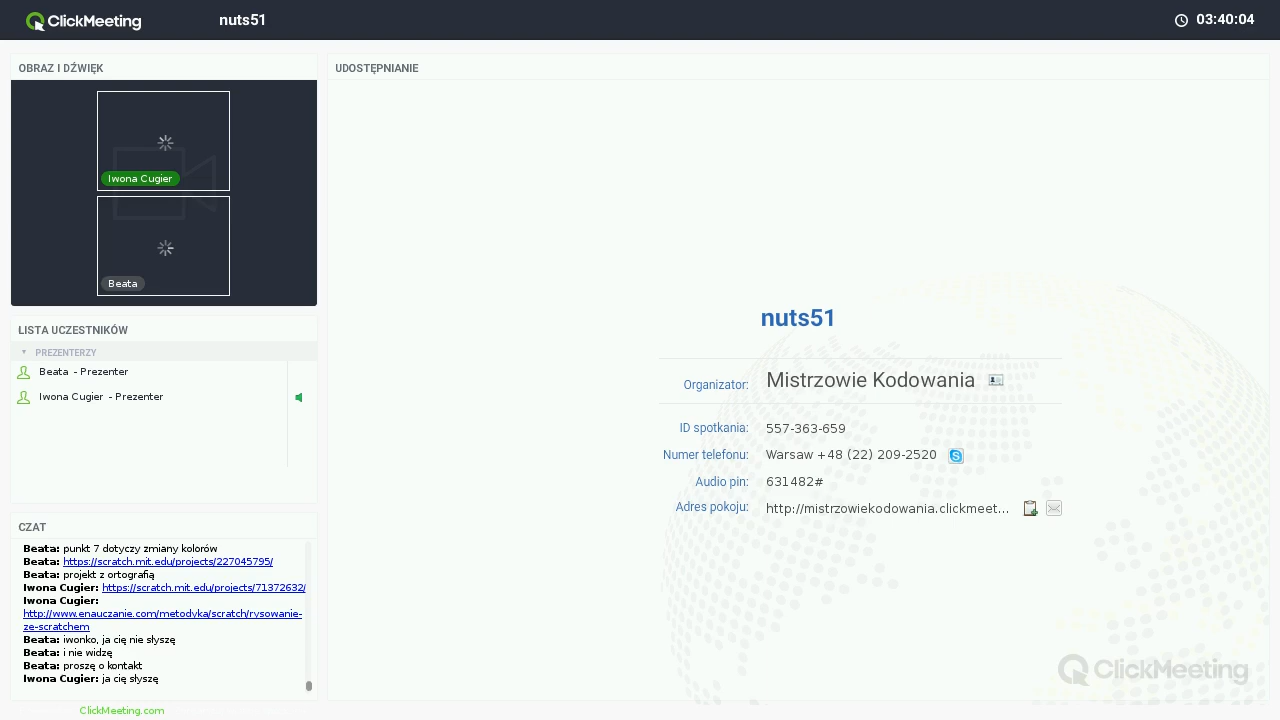 ClickMeeting
nuts51
03:40:04
OBRAZ I DŹWIĘK
Iwona Cugier
Beata
LISTA UCZESTNIKÓW
PREZENTERZY
Beata - Prezenter
Iwona Cugier - Prezenter
CZAT
Beata: punkt 7 dotyczy zmiany kolorów
Beata: https://scratch.mit.edu/projects/227045795/
Beata: projekt z ortografią
Iwona Cugier: https://scratch.mit.edu/projects/71372632/
Iwona Cugier:
http://www.enauczanie.com/metodyka/scratch/rysowanie-
ze-scratchem
Beata: iwonko, ja cię nie słyszę
Beata: i nie widzę
Beata: proszę o kontakt
Iwona Cugier: ja cię słyszę
ClickMeeting.com
UDOSTĘPNIANIE
nuts51
Organizator: Mistrzowie Kodowania
ID spotkania: 557-363-659
Numer telefonu: Warsaw +48 (22) 209-2520
Audio pin: 631482#
Adres pokoju: http://mistrzowiekodowania.clickmeet...
ClickMeeting